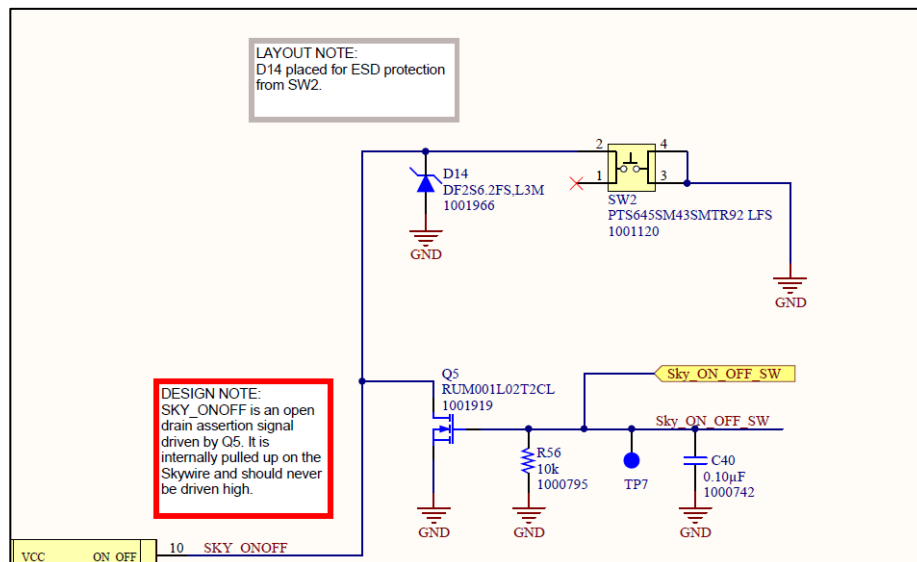 LAYOUT NOTE:
D14 placed for ESD protection
from SW2.
2
4
1
3
D14
DF2S6.2FS,L3M
1001966
SW2
PTS645SM43SMTR92 LFS
1001120
GND
GND
DESIGN NOTE:
SKY_ONOFF is an open
drain assertion signal
driven by Q5. It is
internally pulled up on the
Skywire and should never
be driven high.
Q5
RUM001L02T2CL
1001919
Sky_ON_OFF_SW
Sky_ON_OFF_SW
R56
10k
1000795
TP7
C40
0.10µF
1000742
GND
GND
GND
VCC
ON_OFF
10
SKY_ONOFF